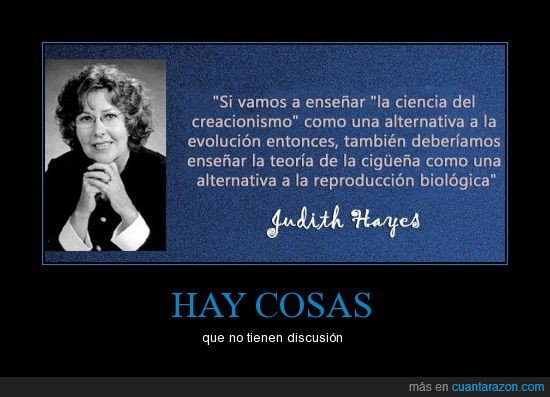 "Si vamos a enseñar "la ciencia del
creacionismo" como una alternativa a la
evolución entonces, también deberíamos
enseñar la teoría de la cigüeña como una
alternativa a la reproducción biológica"
Judith Hayes
HAY COSAS
que no tienen discusión
más en cuantarazon.com